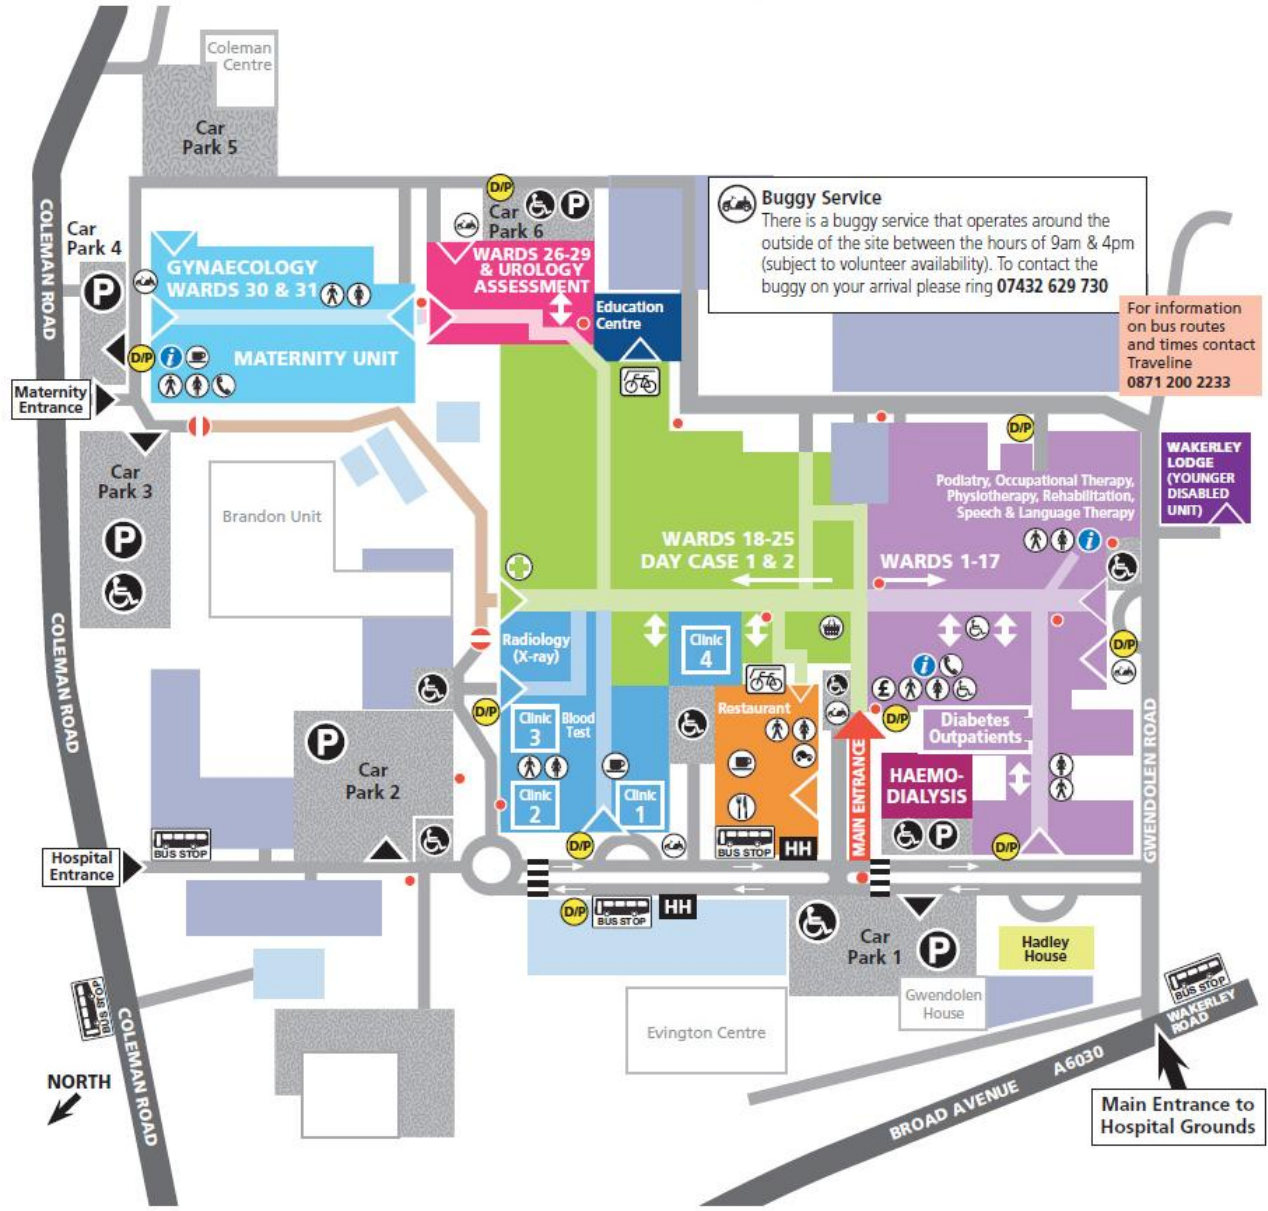 Coleman
Centre
Car
Park 5
COLEMAN ROAD
Car
Park 4
P
D/P
P
Car
Park 6
Buggy Service
There is a buggy service that operates around the
outside of the site between the hours of 9am & 4pm
(subject to volunteer availability). To contact the
buggy on your arrival please ring 07432 629 730
GYNAECOLOGY
WARDS 30 & 31
WARDS 26-29
& UROLOGY
ASSESSMENT
Education
Centre
For information
on bus routes
and times contact
Traveline
0871 200 2233
D/P
i
MATERNITY UNIT
Maternity
Entrance
D/P
WAKERLEY
LODGE
(YOUNGER
DISABLED
UNIT)
Car
Park 3
P
Brandon Unit
Podiatry, Occupational Therapy,
Physiotherapy, Rehabilitation,
Speech & Language Therapy
i
WARDS 18-25
DAY CASE 1 & 2
WARDS 1-17
COLEMAN ROAD
Radiology
(X-ray)
Clinic
4
D/P
i
£
D/P
Restaurant
D/P
Clinic
3
Blood
Test
Diabetes
Outpatients
GWENDOLEN ROAD
P
Car
Park 2
Clinic
2
Clinic
1
MAIN ENTRANCE
HAEMO-
DIALYSIS
P
BUS STOP
D/P
BUS STOP
HH
D/P
Hospital
Entrance
D/P
BUS STOP
HH
Car
Park 1
P
Hadley
House
BUS STOP
COLEMAN ROAD
Evington Centre
Gwendolen
House
BUS STOP
WAKERLEY
ROAD
BROAD AVENUE A6030
NORTH
Main Entrance to
Hospital Grounds